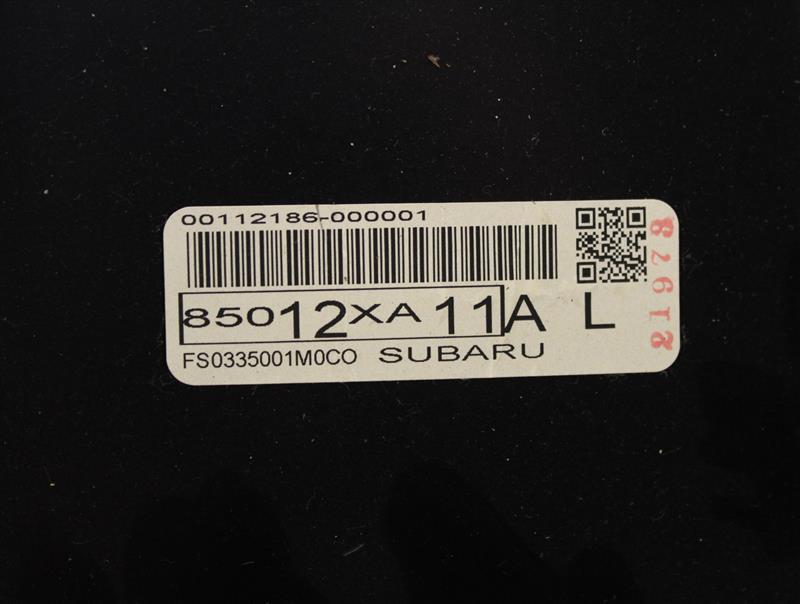 00112186-000001
85012XA11A L
FS0335001M0CO SUBARU
21978